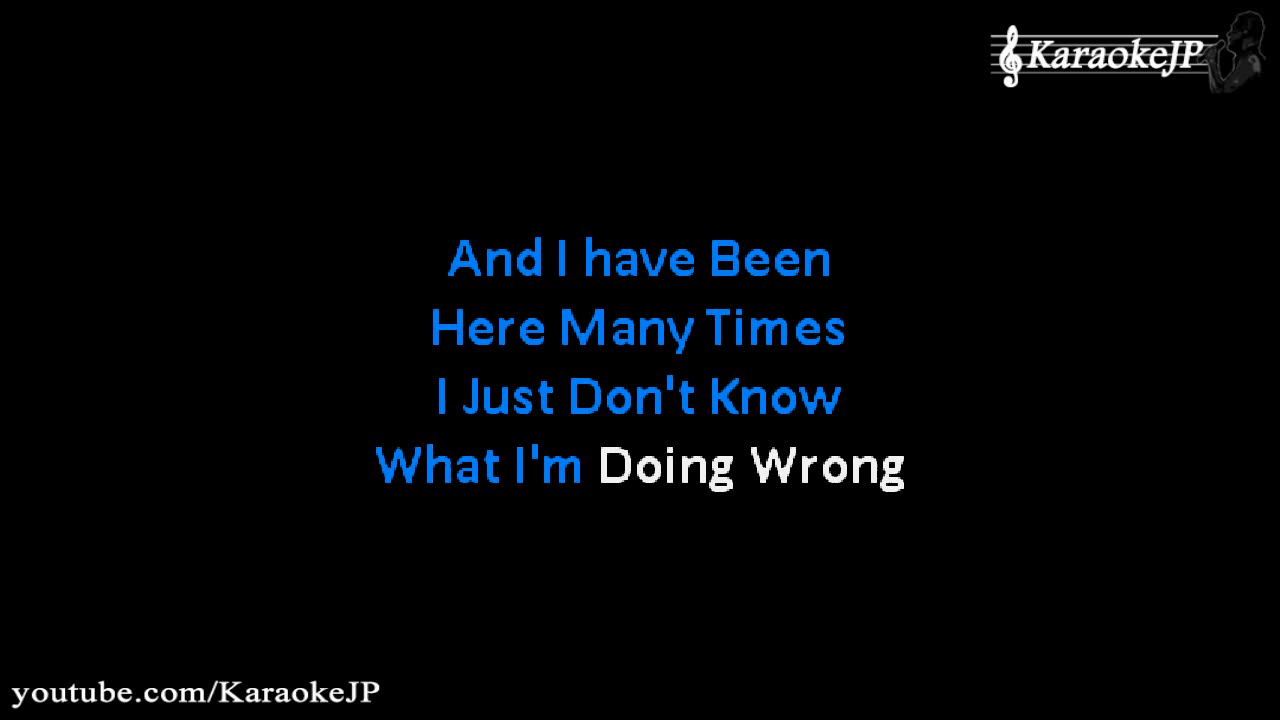 KaraokeJP
And I have Been
Here Many Times
I Just Don't Know
What I'm Doing Wrong
youtube.com/KaraokeJP